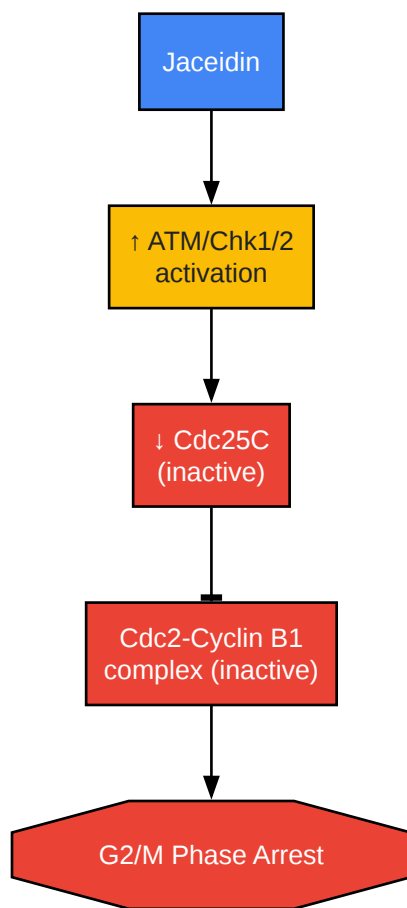 Jaceidin
↑ ATM/Chk1/2
activation
↓ Cdc25C
(inactive)
Cdc2-Cyclin B1
complex (inactive)
G2/M Phase Arrest